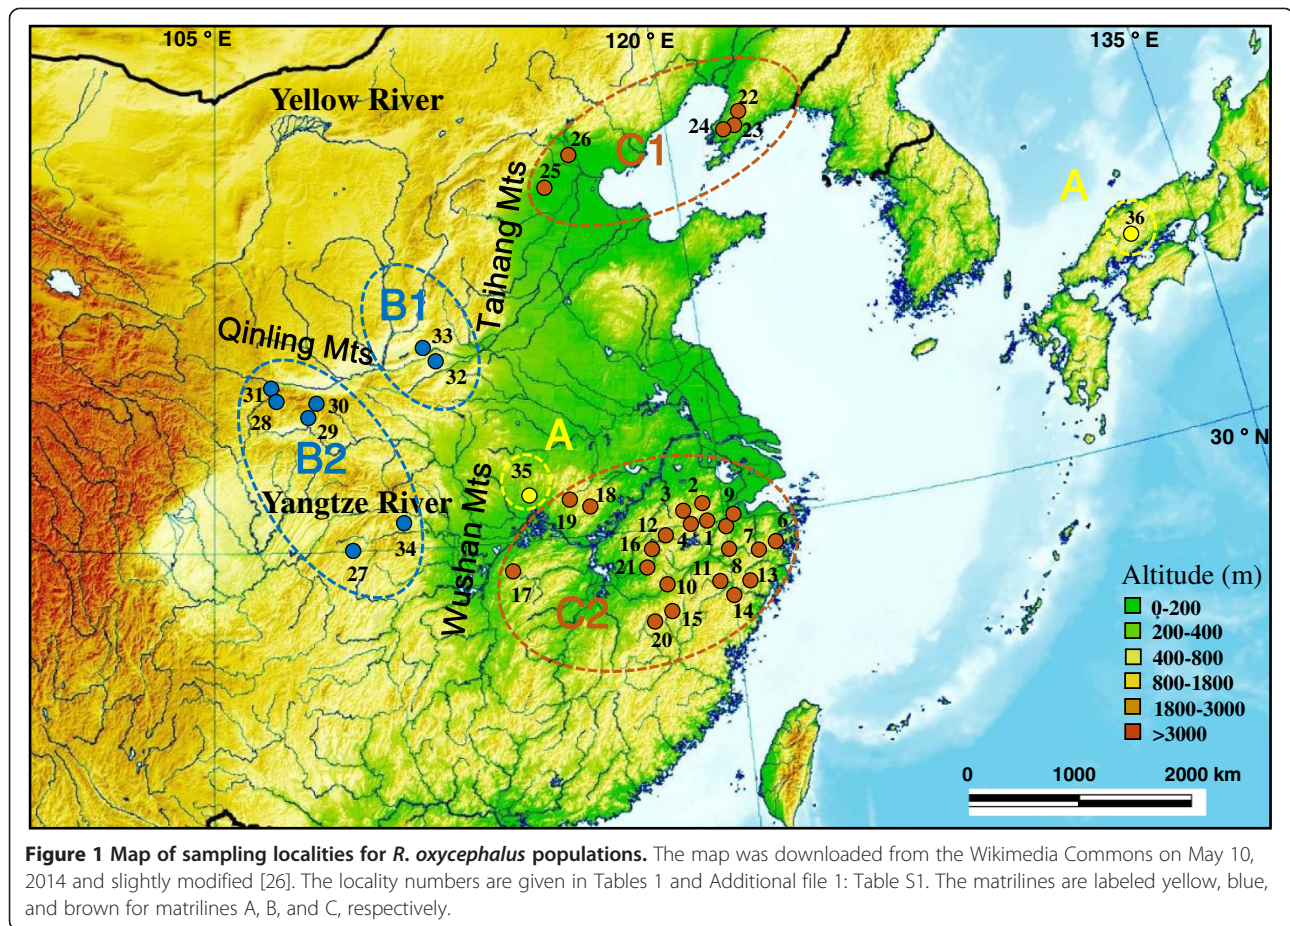 105 ° E
120 ° E
135 ° E
Yellow River
22
24
23
26
C1
25
A
36
Taihang Mts
B1
33
32
Qinling Mts
31
28
30
29
B2
A
35
30 ° N
Yangtze River
34
27
Wushan Mts
19
18
3
2
9
12
4
1
6
7
16
8
21
11
13
10
14
17
C2
15
20
Altitude (m)
0-200
200-400
400-800
800-1800
1800-3000
>3000
0 1000 2000 km
Figure 1 Map of sampling localities for R. oxycephalus populations. The map was downloaded from the Wikimedia Commons on May 10,
2014 and slightly modified [26]. The locality numbers are given in Tables 1 and Additional file 1: Table S1. The matrilines are labeled yellow, blue,
and brown for matrilines A, B, and C, respectively.